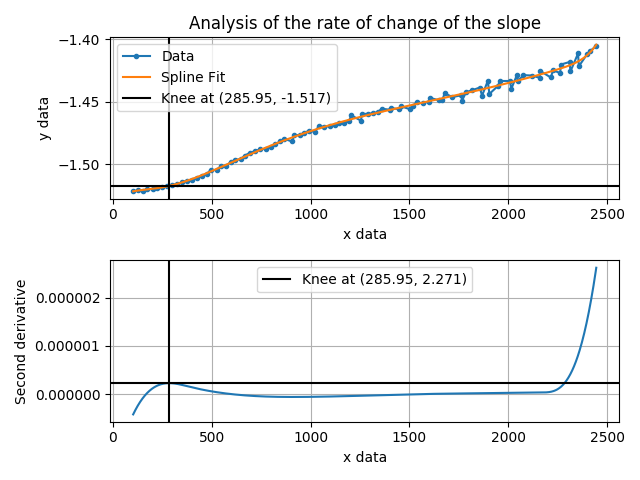 Analysis of the rate of change of the slope
−1.40
−1.45
−1.50
y data
Data
Spline Fit
Knee at (285.95, -1.517)
0 500 1000 1500 2000 2500
x data
Second derivative
0.000002
0.000001
0.000000
Knee at (285.95, 2.271)
0 500 1000 1500 2000 2500
x data